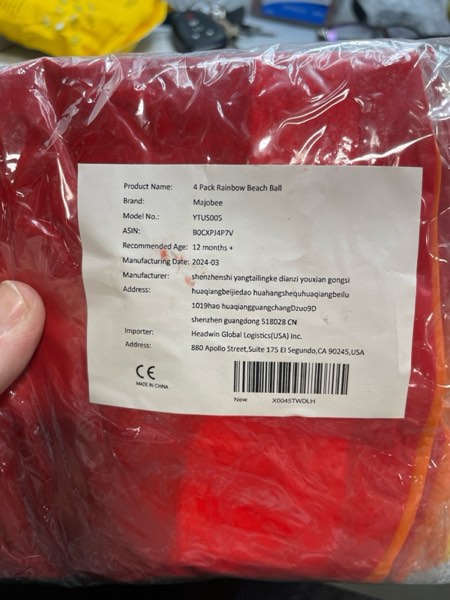 Product Name: 4 Pack Rainbow Beach Ball
Brand: Majobee
Model No.: YTUS005
ASIN: B0CXPJ4P7V
Recommended Age: 12 months +
Manufacturing Date: 2024-03
Manufacturer: shenzhenshi yangtailingke dianzi youxian gongsi
Address: huaqiangbeijiedao huahangshequhuaqiangbeilu
1019hao huaqiangguangchangDzuo9D
shenzhen guangdong 518028 CN
Importer: Headwin Global Logistics(USA) Inc.
Address: 880 Apollo Street,Suite 175 El Segundo,CA 90245,USA
CE
MADE IN CHINA
New X0045TWDLH